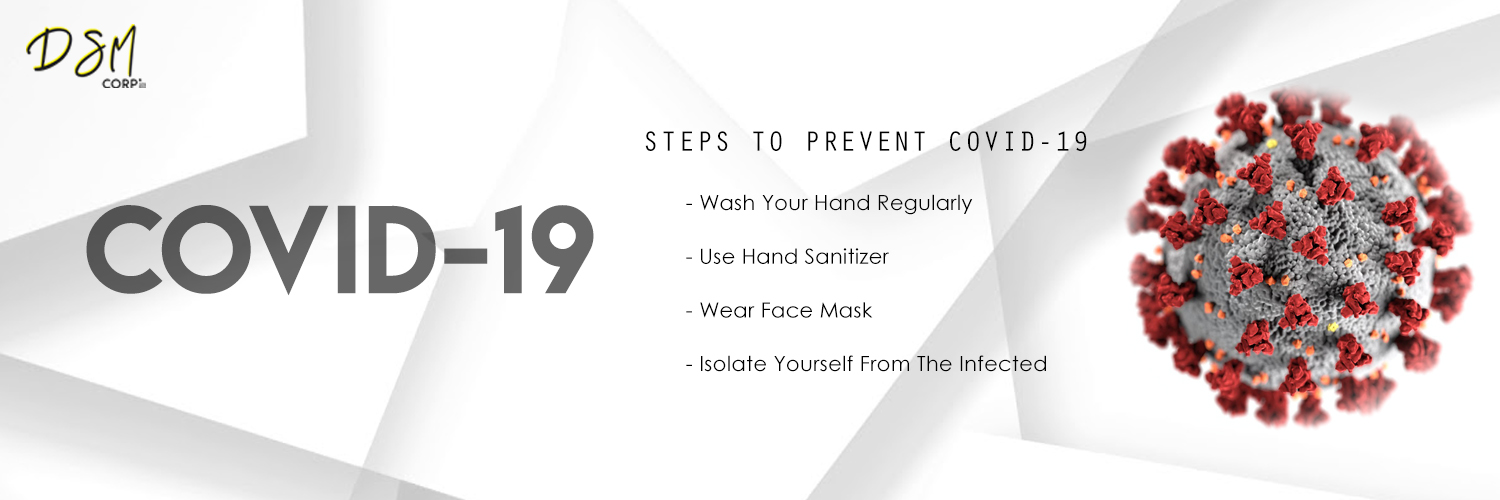 DSM
CORP
COVID-19
STEPS TO PREVENT COVID-19
- Wash Your Hand Regularly
- Use Hand Sanitizer
- Wear Face Mask
- Isolate Yourself From The Infected